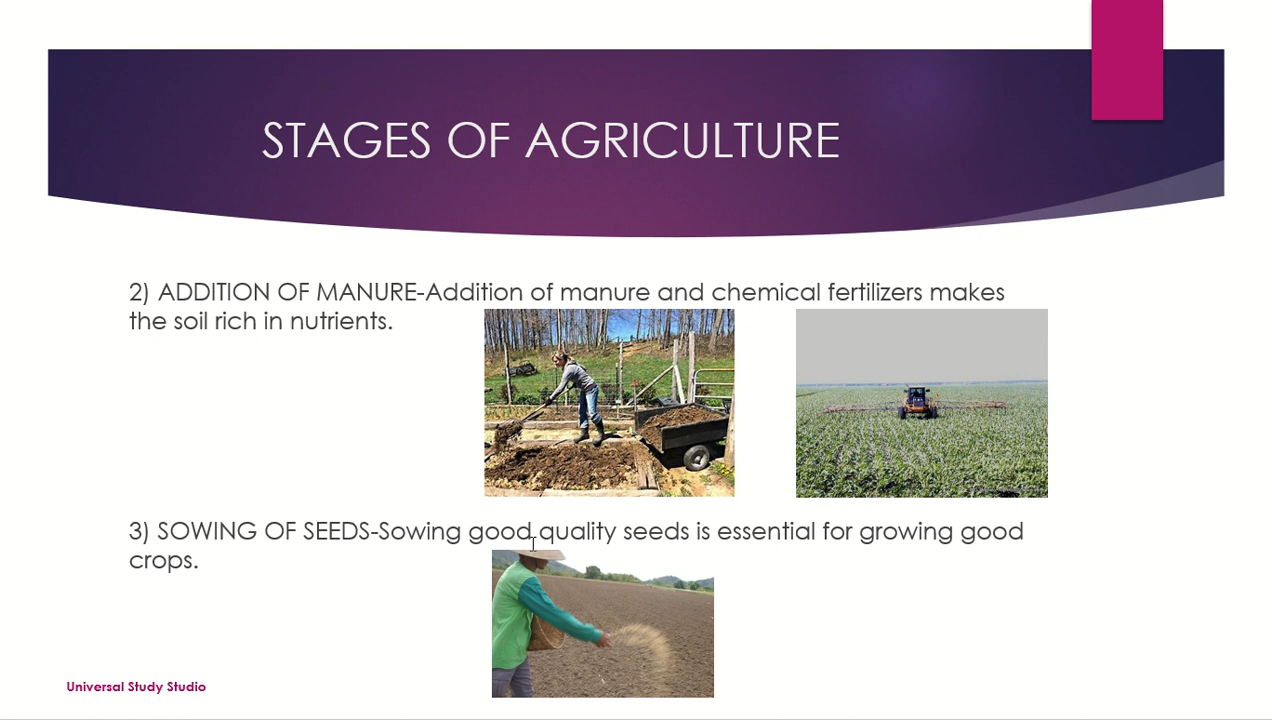 STAGES OF AGRICULTURE
2) ADDITION OF MANURE-Addition of manure and chemical fertilizers makes
the soil rich in nutrients.
3) SOWING OF SEEDS-Sowing good quality seeds is essential for growing good
crops.
Universal Study Studio